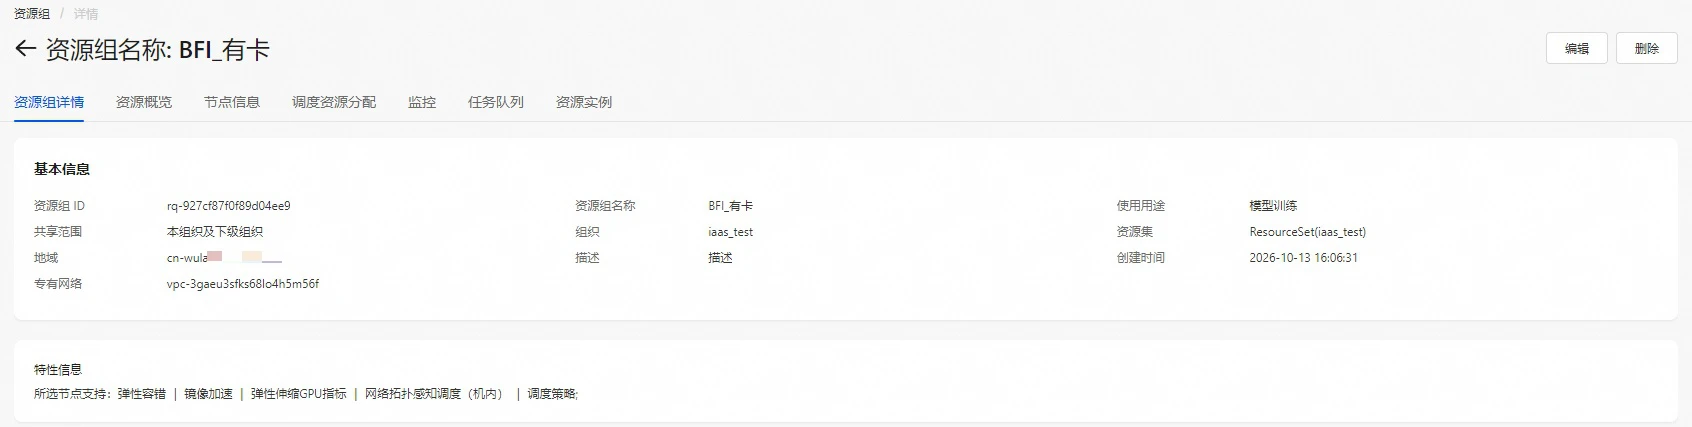 资源组 / 详情
← 资源组名称: BFI_有卡
编辑 删除
资源组详情 资源概览 节点信息 调度资源分配 监控 任务队列 资源实例
基本信息
资源组 ID rq-927cf87f0f89d04ee9 资源组名称 BFI_有卡 使用用途 模型训练
共享范围 本组织及下级组织 组织 iaas_test 资源集 ResourceSet(iaas_test)
地域 cn-wula 描述 描述 创建时间 2026-10-13 16:06:31
专有网络 vpc-3gaeu3sfks68lo4h5m56f
特性信息
所选节点支持: 弹性容错 | 镜像加速 | 弹性伸缩GPU指标 | 网络拓扑感知调度（机内） | 调度策略;